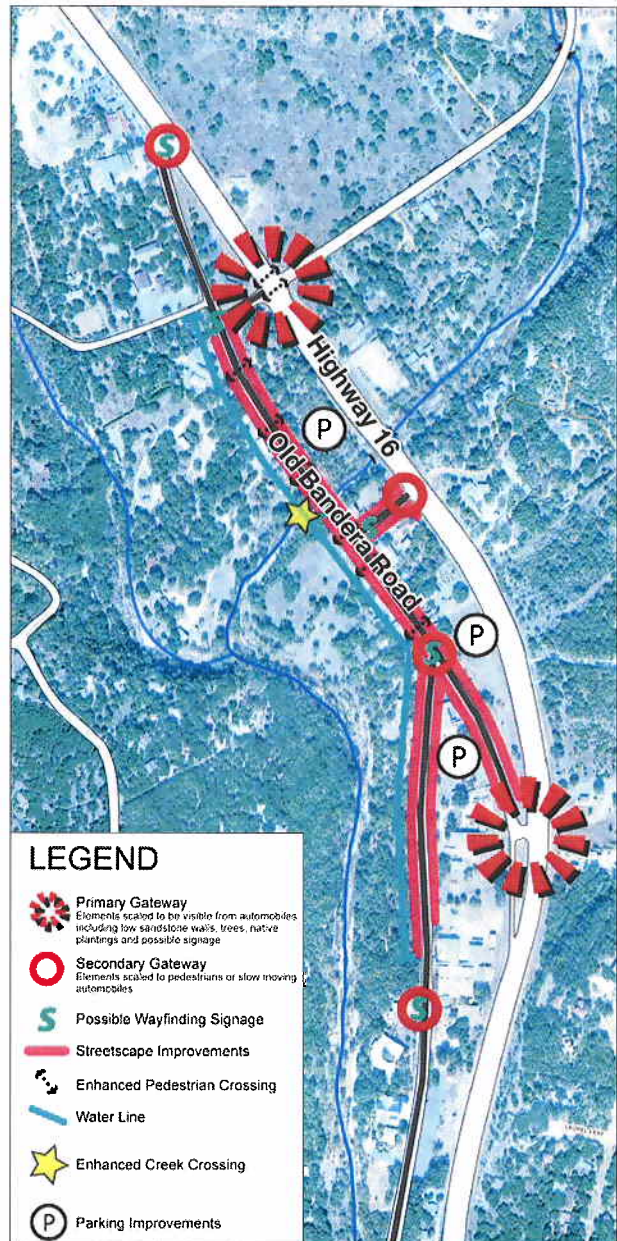 S
Highway 16
P
Old Bandera Road
S
P
S
P
LEGEND
Primary Gateway
Elements scaled to be visible from automobiles
including low sandstone walls, trees, native
plantings and possible signage
Secondary Gateway
Elements scaled to pedestrians or slow moving
automobiles
S
S Possible Wayfinding Signage
Streetscape Improvements
Enhanced Pedestrian Crossing
Water Line
Enhanced Creek Crossing
P Parking Improvements